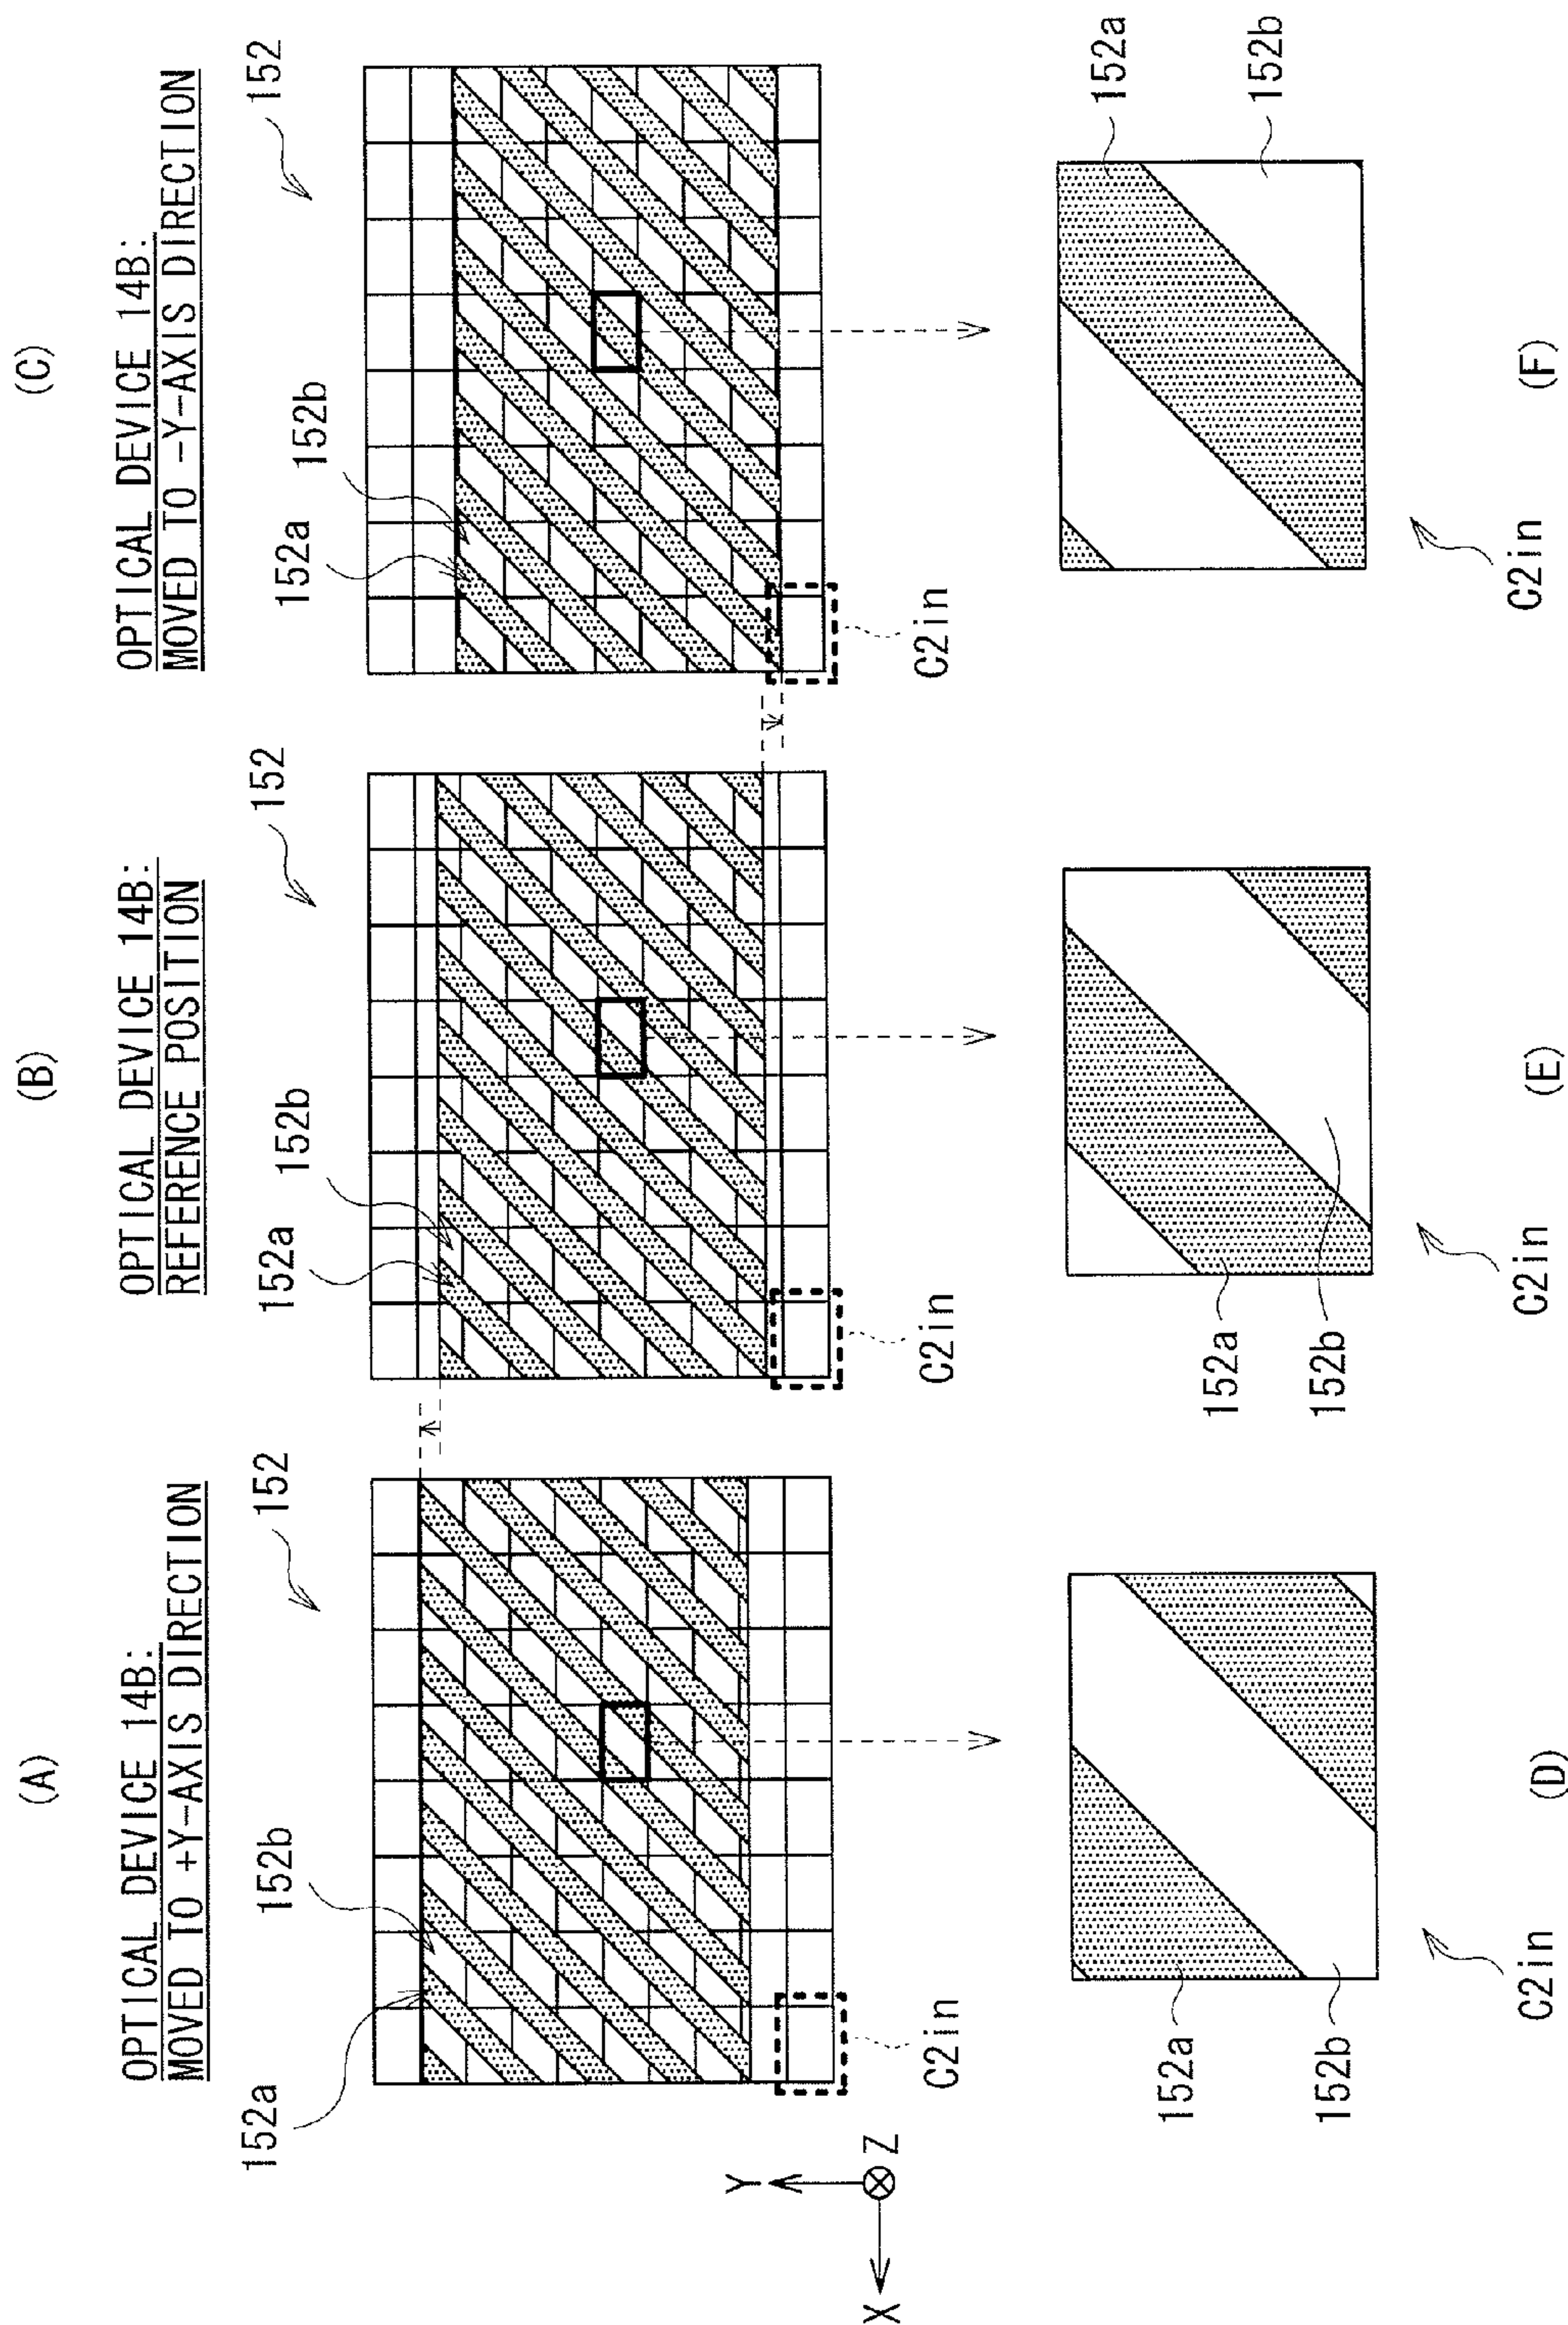 (A)
OPTICAL DEVICE 14B:
MOVED TO +Y-AXIS DIRECTION
152a
152b
152
C2in
Y
X
Z
(B)
OPTICAL DEVICE 14B:
REFERENCE POSITION
152a
152b
152
C2in
(C)
OPTICAL DEVICE 14B:
MOVED TO -Y-AXIS DIRECTION
152a
152b
152
C2in
152a
152b
C2in
(D)
152a
152b
C2in
(E)
152a
152b
C2in
(F)